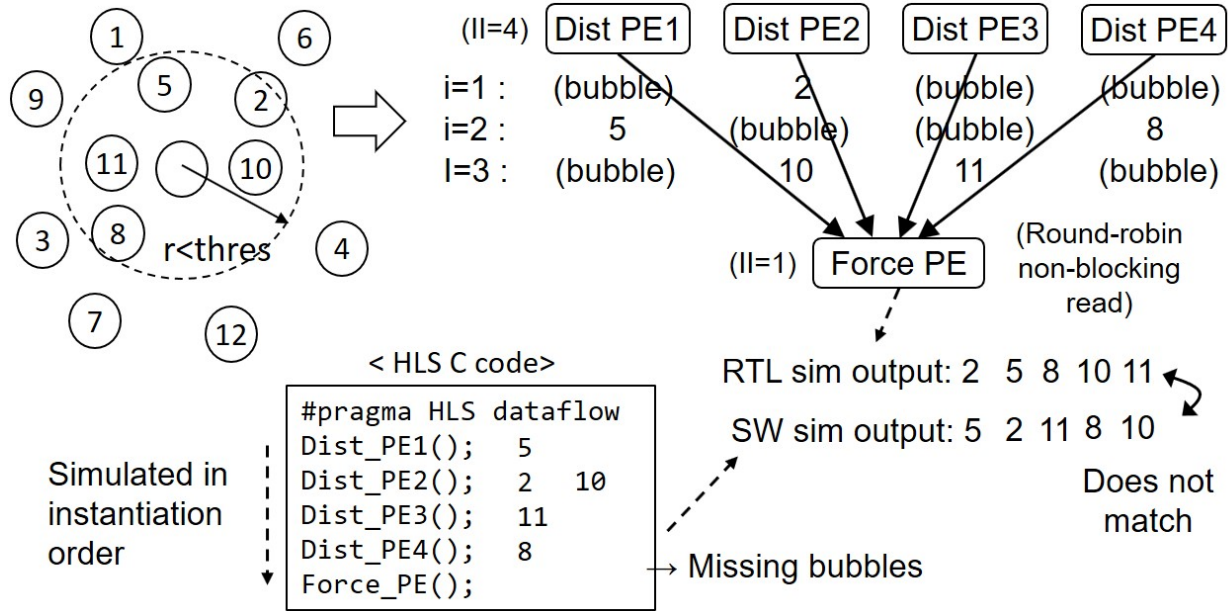 1
6
5
9
2
11
10
3
8
4
r<thres
7
12
(II=4) Dist PE1 Dist PE2 Dist PE3 Dist PE4
i=1 : (bubble) 2 (bubble) (bubble)
i=2 : 5 (bubble) (bubble) 8
I=3 : (bubble) 10 11 (bubble)
(II=1) Force PE
(Round-robin
non-blocking
read)
RTL sim output: 2 5 8 10 11
SW sim output: 5 2 11 8 10
Does not
match
< HLS C code>
#pragma HLS dataflow
Dist_PE1(); 5
Dist_PE2(); 2 10
Dist_PE3(); 11
Dist_PE4(); 8
Force_PE();
Simulated in
instantiation
order
→ Missing bubbles